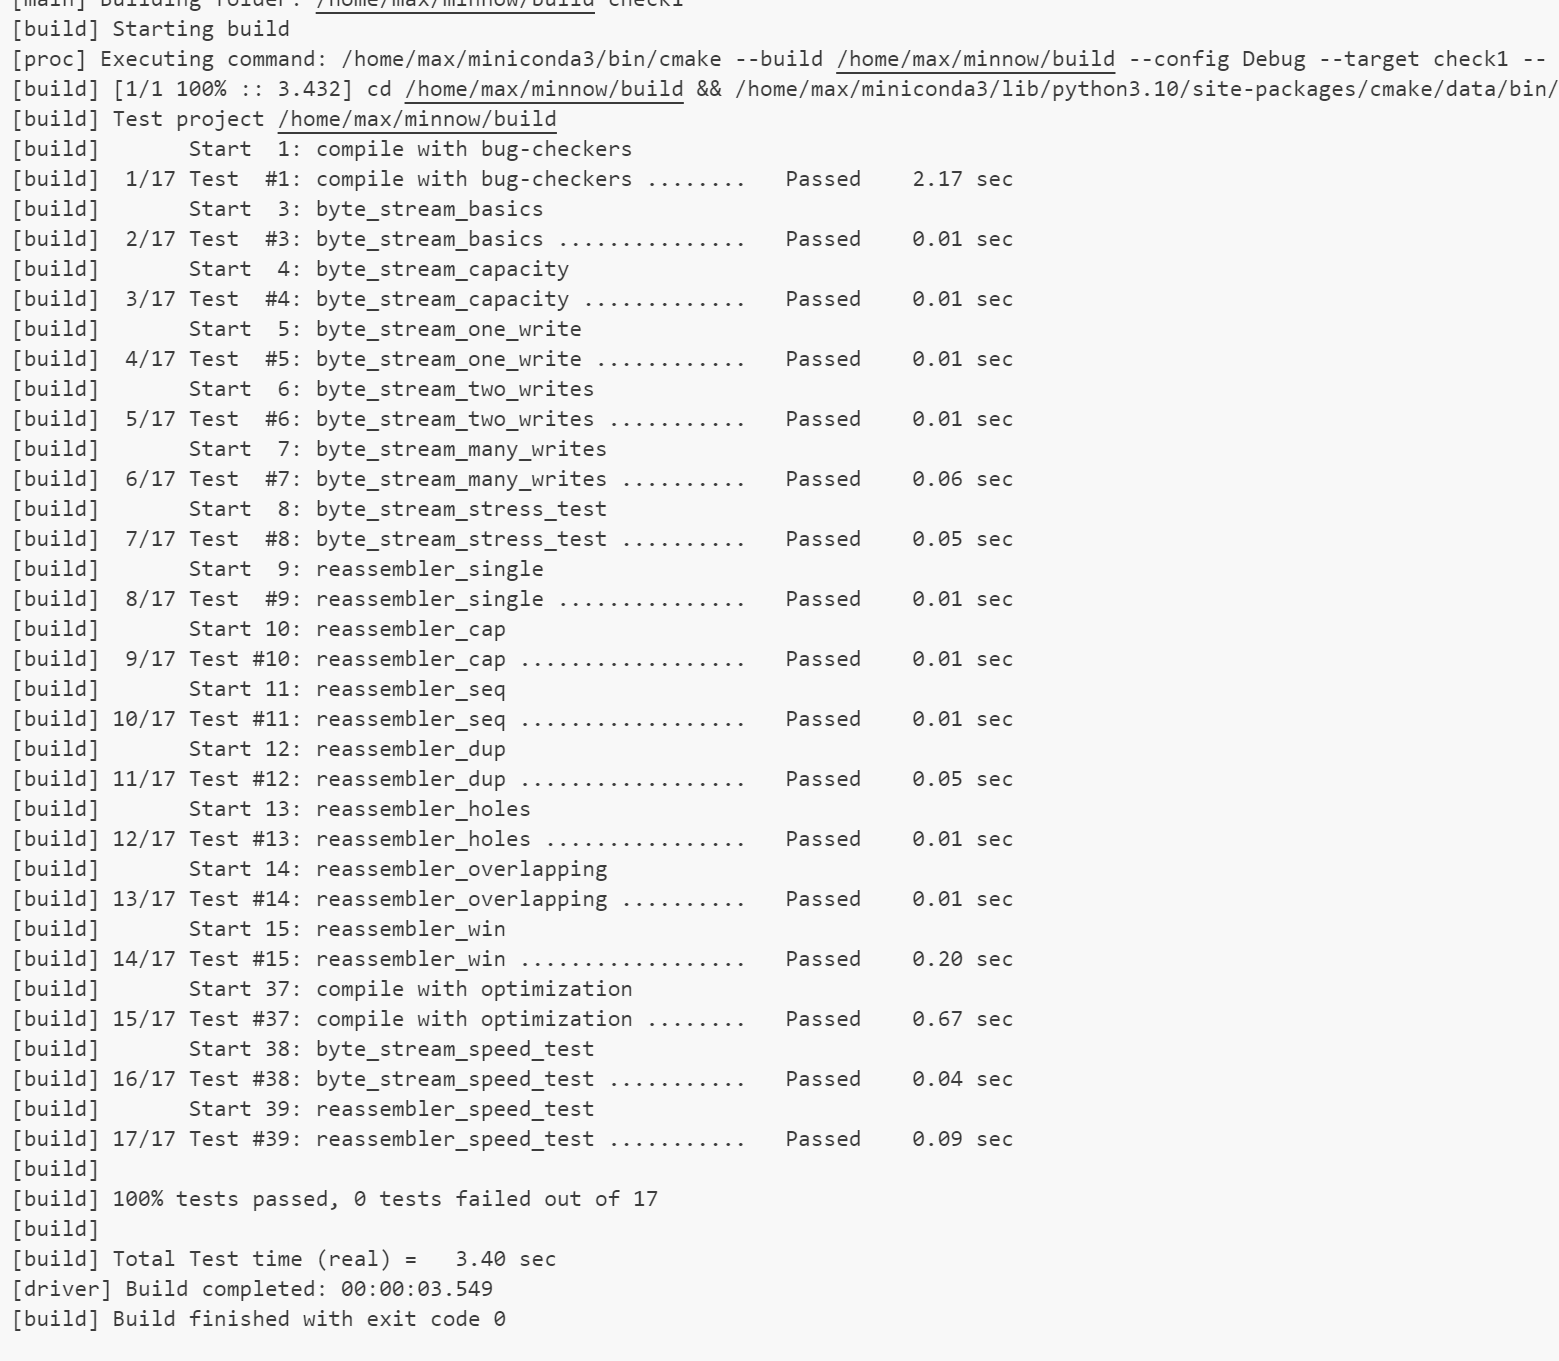 [main] Building folder: /home/max/minnow/build check1
[build] Starting build
[proc] Executing command: /home/max/miniconda3/bin/cmake --build /home/max/minnow/build --config Debug --target check1 --
[build] [1/1 100% :: 3.432] cd /home/max/minnow/build && /home/max/miniconda3/lib/python3.10/site-packages/cmake/data/bin/
[build] Test project /home/max/minnow/build
[build]       Start  1: compile with bug-checkers
[build]  1/17 Test  #1: compile with bug-checkers ........   Passed    2.17 sec
[build]       Start  3: byte_stream_basics
[build]  2/17 Test  #3: byte_stream_basics ...............   Passed    0.01 sec
[build]       Start  4: byte_stream_capacity
[build]  3/17 Test  #4: byte_stream_capacity .............   Passed    0.01 sec
[build]       Start  5: byte_stream_one_write
[build]  4/17 Test  #5: byte_stream_one_write ............   Passed    0.01 sec
[build]       Start  6: byte_stream_two_writes
[build]  5/17 Test  #6: byte_stream_two_writes ...........   Passed    0.01 sec
[build]       Start  7: byte_stream_many_writes
[build]  6/17 Test  #7: byte_stream_many_writes ..........   Passed    0.06 sec
[build]       Start  8: byte_stream_stress_test
[build]  7/17 Test  #8: byte_stream_stress_test ..........   Passed    0.05 sec
[build]       Start  9: reassembler_single
[build]  8/17 Test  #9: reassembler_single ...............   Passed    0.01 sec
[build]       Start 10: reassembler_cap
[build]  9/17 Test #10: reassembler_cap ..................   Passed    0.01 sec
[build]       Start 11: reassembler_seq
[build] 10/17 Test #11: reassembler_seq ..................   Passed    0.01 sec
[build]       Start 12: reassembler_dup
[build] 11/17 Test #12: reassembler_dup ..................   Passed    0.05 sec
[build]       Start 13: reassembler_holes
[build] 12/17 Test #13: reassembler_holes ................   Passed    0.01 sec
[build]       Start 14: reassembler_overlapping
[build] 13/17 Test #14: reassembler_overlapping ..........   Passed    0.01 sec
[build]       Start 15: reassembler_win
[build] 14/17 Test #15: reassembler_win ..................   Passed    0.20 sec
[build]       Start 37: compile with optimization
[build] 15/17 Test #37: compile with optimization ........   Passed    0.67 sec
[build]       Start 38: byte_stream_speed_test
[build] 16/17 Test #38: byte_stream_speed_test ...........   Passed    0.04 sec
[build]       Start 39: reassembler_speed_test
[build] 17/17 Test #39: reassembler_speed_test ...........   Passed    0.09 sec
[build]
[build] 100% tests passed, 0 tests failed out of 17
[build]
[build] Total Test time (real) =   3.40 sec
[driver] Build completed: 00:00:03.549
[build] Build finished with exit code 0